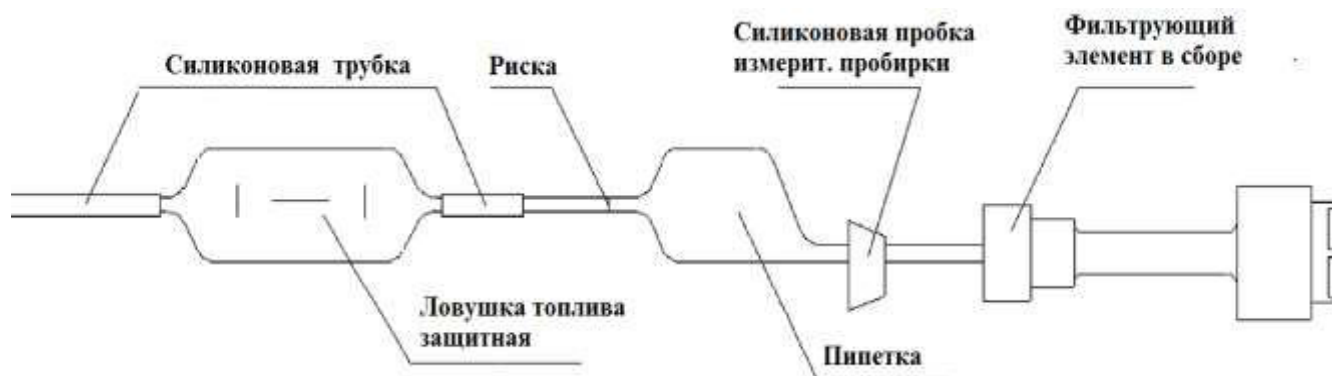 Силиконовая трубка
Риска
Силиконовая пробка
измерит. пробирки
Фильтрующий
элемент в сборе
Ловушка топлива
защитная
Пипетка